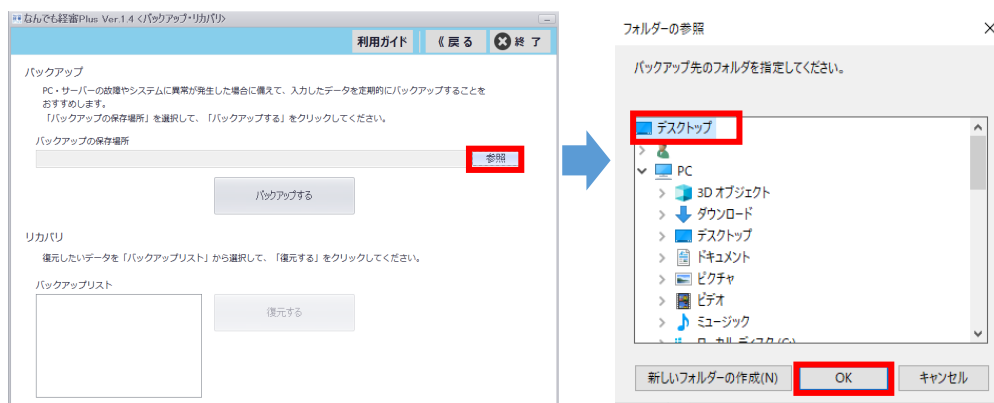 なんでも経審Plus Ver.1.4 <バックアップ・リカバリ>
利用ガイド 《戻る 終了
バックアップ
PC・サーバーの故障やシステムに異常が発生した場合に備えて、入力したデータを定期的にバックアップすることを
おすすめします。
「バックアップの保存場所」を選択して、「バックアップする」をクリックしてください。
バックアップの保存場所
参照
バックアップする
リカバリ
復元したいデータを「バックアップリスト」から選択して、「復元する」をクリックしてください。
バックアップリスト
復元する
フォルダーの参照
バックアップ先のフォルダを指定してください。
デスクトップ
PC
3D オブジェクト
ダウンロード
デスクトップ
ドキュメント
ピクチャ
ビデオ
ミュージック
ローカル ディスク (C:)
新しいフォルダーの作成(N) OK キャンセル